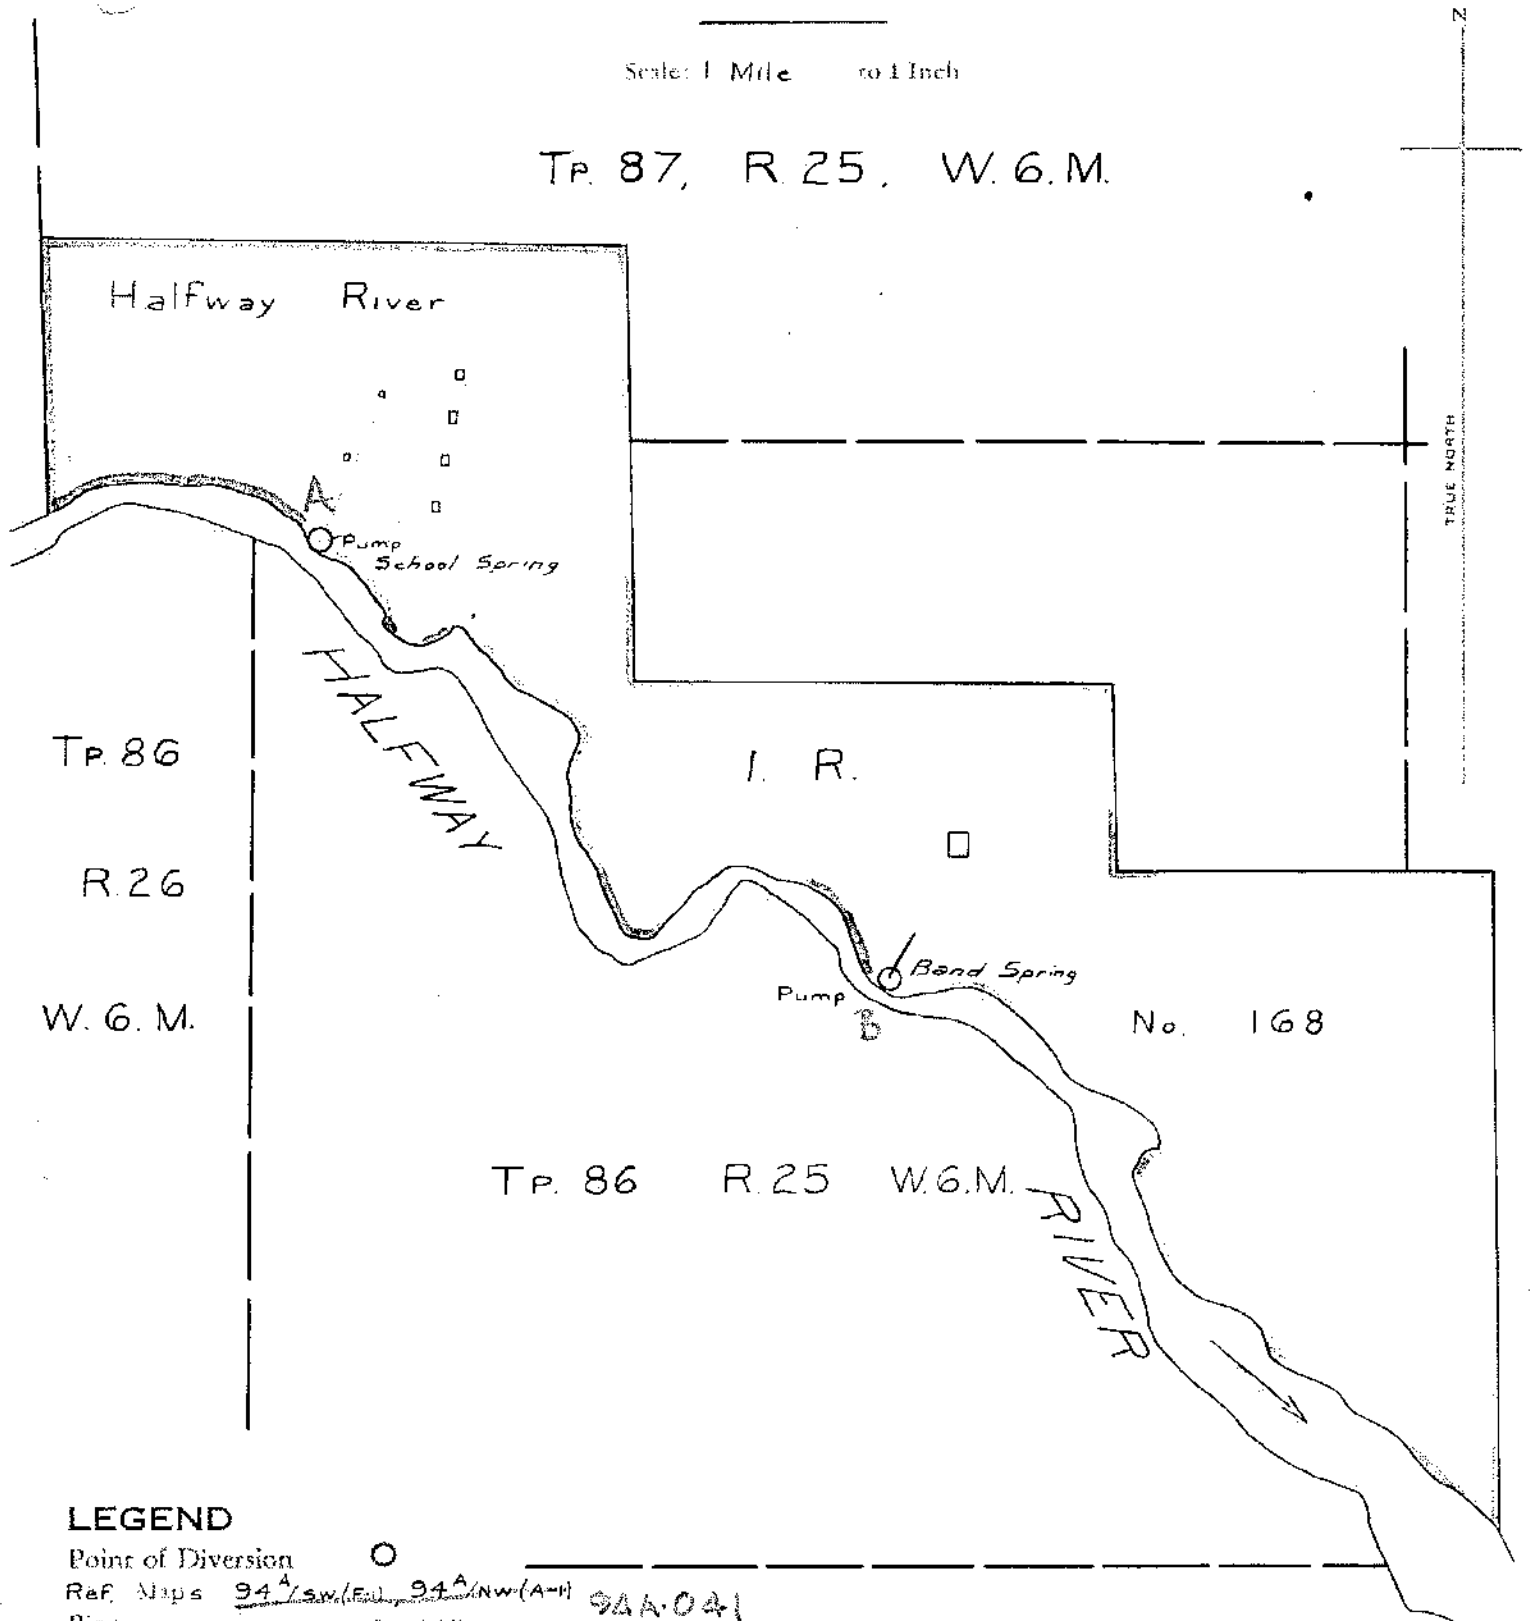 N
Scale: 1 Mile to 1 Inch
Tp. 87, R. 25, W. 6. M.
Halfway River
TRUE NORTH
A
Pump
School Spring
HALFWAY
Tp. 86
I. R.
R. 26
Band Spring
Pump
W. 6. M.
B
No. 168
Tp. 86 R. 25 W. 6. M.
RIVER
LEGEND
Point of Diversion
Ref. Maps 94A/SW 94A/NW
94A.041